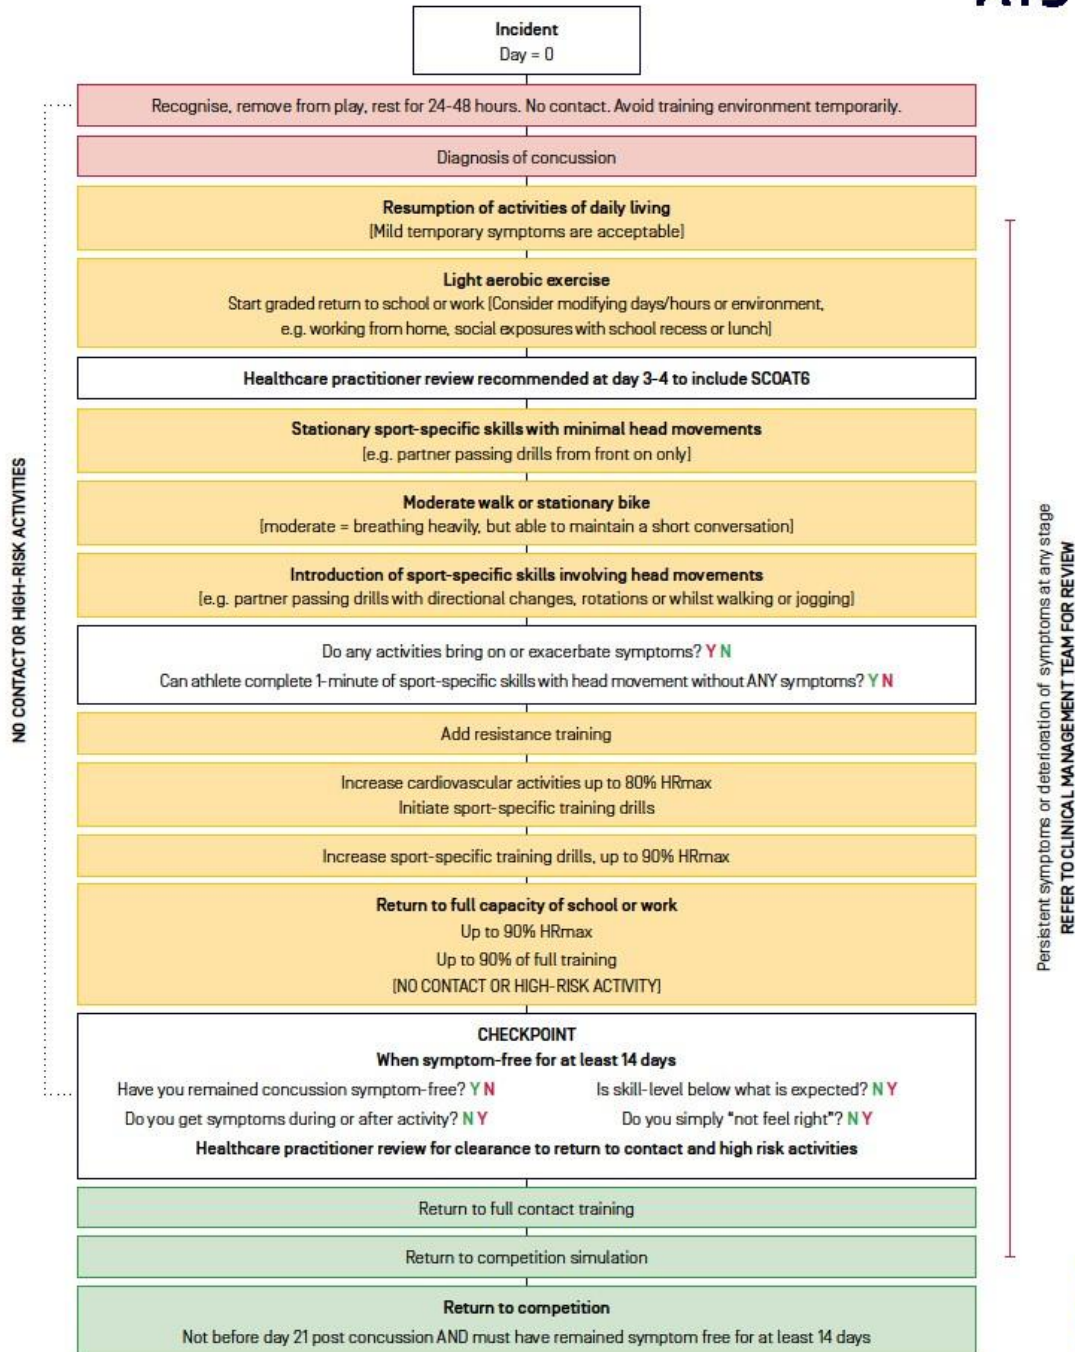 Incident
Day = 0
Recognise, remove from play, rest for 24-48 hours. No contact. Avoid training environment temporarily.
Diagnosis of concussion
Resumption of activities of daily living
(Mild temporary symptoms are acceptable)
Light aerobic exercise
Start graded return to school or work (Consider modifying days/hours or environment,
e.g. working from home, social exposures with school recess or lunch)
Healthcare practitioner review recommended at day 3-4 to include SCOAT6
Stationary sport-specific skills with minimal head movements
(e.g. partner passing drills from front on only)
Moderate walk or stationary bike
(moderate = breathing heavily, but able to maintain a short conversation)
Introduction of sport-specific skills involving head movements
(e.g. partner passing drills with directional changes, rotations or whilst walking or jogging)
Do any activities bring on or exacerbate symptoms? Y N
Can athlete complete 1-minute of sport-specific skills with head movement without ANY symptoms? Y N
Add resistance training
Increase cardiovascular activities up to 80% HRmax
Initiate sport-specific training drills
Increase sport-specific training drills, up to 90% HRmax
Return to full capacity of school or work
Up to 90% HRmax
Up to 90% of full training
(NO CONTACT OR HIGH-RISK ACTIVITY)
CHECKPOINT
When symptom-free for at least 14 days
Have you remained concussion symptom-free? Y N
Is skill-level below what is expected? N Y
Do you get symptoms during or after activity? N Y
Do you simply "not feel right"? N Y
Healthcare practitioner review for clearance to return to contact and high risk activities
Return to full contact training
Return to competition simulation
Return to competition
Not before day 21 post concussion AND must have remained symptom free for at least 14 days
NO CONTACT OR HIGH-RISK ACTIVITIES
Persistent symptoms or deterioration of symptoms at any stage
REFER TO CLINICAL MANAGEMENT TEAM FOR REVIEW